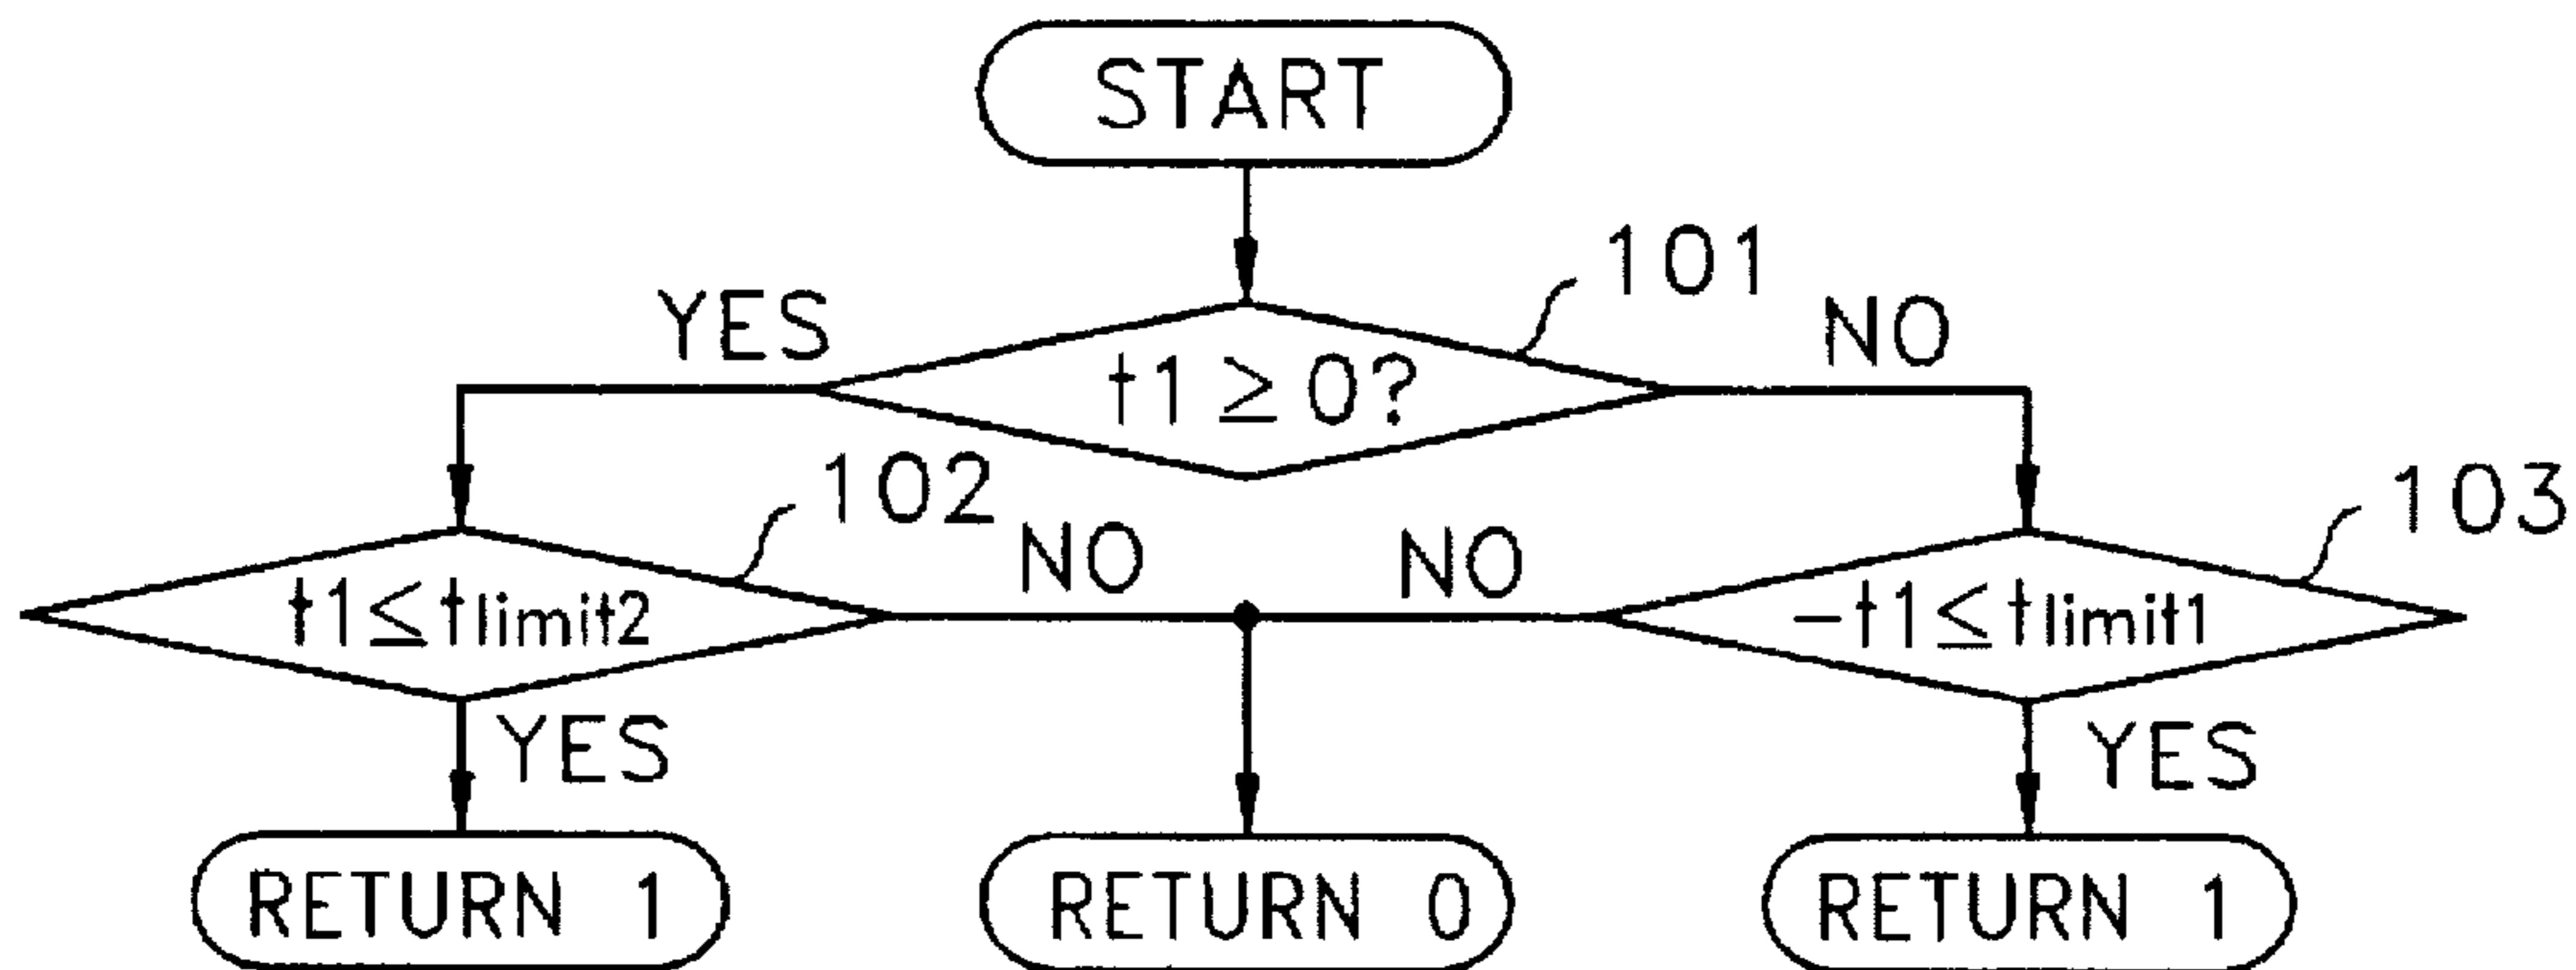 START
101
YES
NO
t1 ≥ 0?
102
103
NO
NO
t1≤tlimit2
-t1≤tlimit1
YES
YES
RETURN 1
RETURN 0
RETURN 1